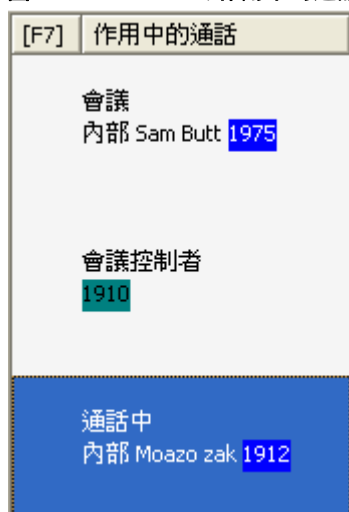 [F7] 作用中的通話
會議
內部 Sam Butt 1975
會議控制者
1910
通話中
內部 Moazo zak 1912